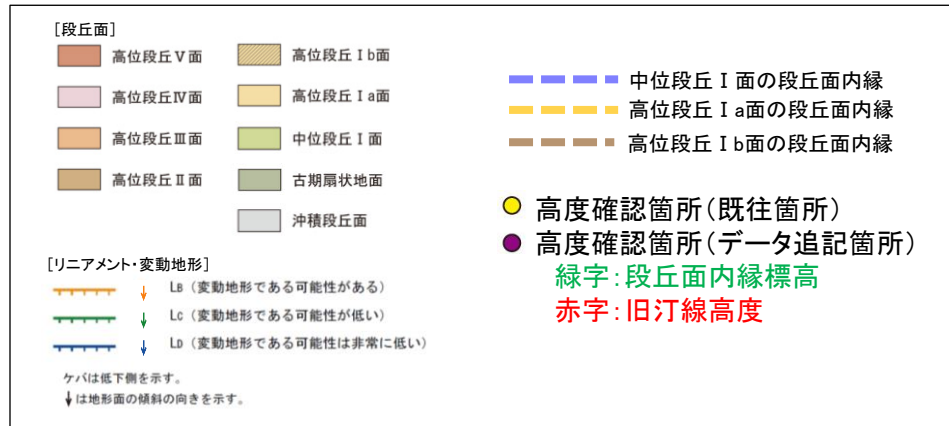 [段丘面]
高位段丘Ⅴ面
高位段丘Ⅰb面
高位段丘Ⅳ面
高位段丘Ⅰa面
高位段丘Ⅲ面
中位段丘Ⅰ面
高位段丘Ⅱ面
古期扇状地面
沖積段丘面
[リニアメント・変動地形]
LB（変動地形である可能性がある）
LC（変動地形である可能性が低い）
LD（変動地形である可能性は非常に低い）
ケバは低下側を示す。
↓は地形面の傾斜の向きを示す。
中位段丘Ⅰ面の段丘面内縁
高位段丘Ⅰa面の段丘面内縁
高位段丘Ⅰb面の段丘面内縁
高度確認箇所（既往箇所）
高度確認箇所（データ追記箇所）
緑字：段丘面内縁標高
赤字：旧汀線高度